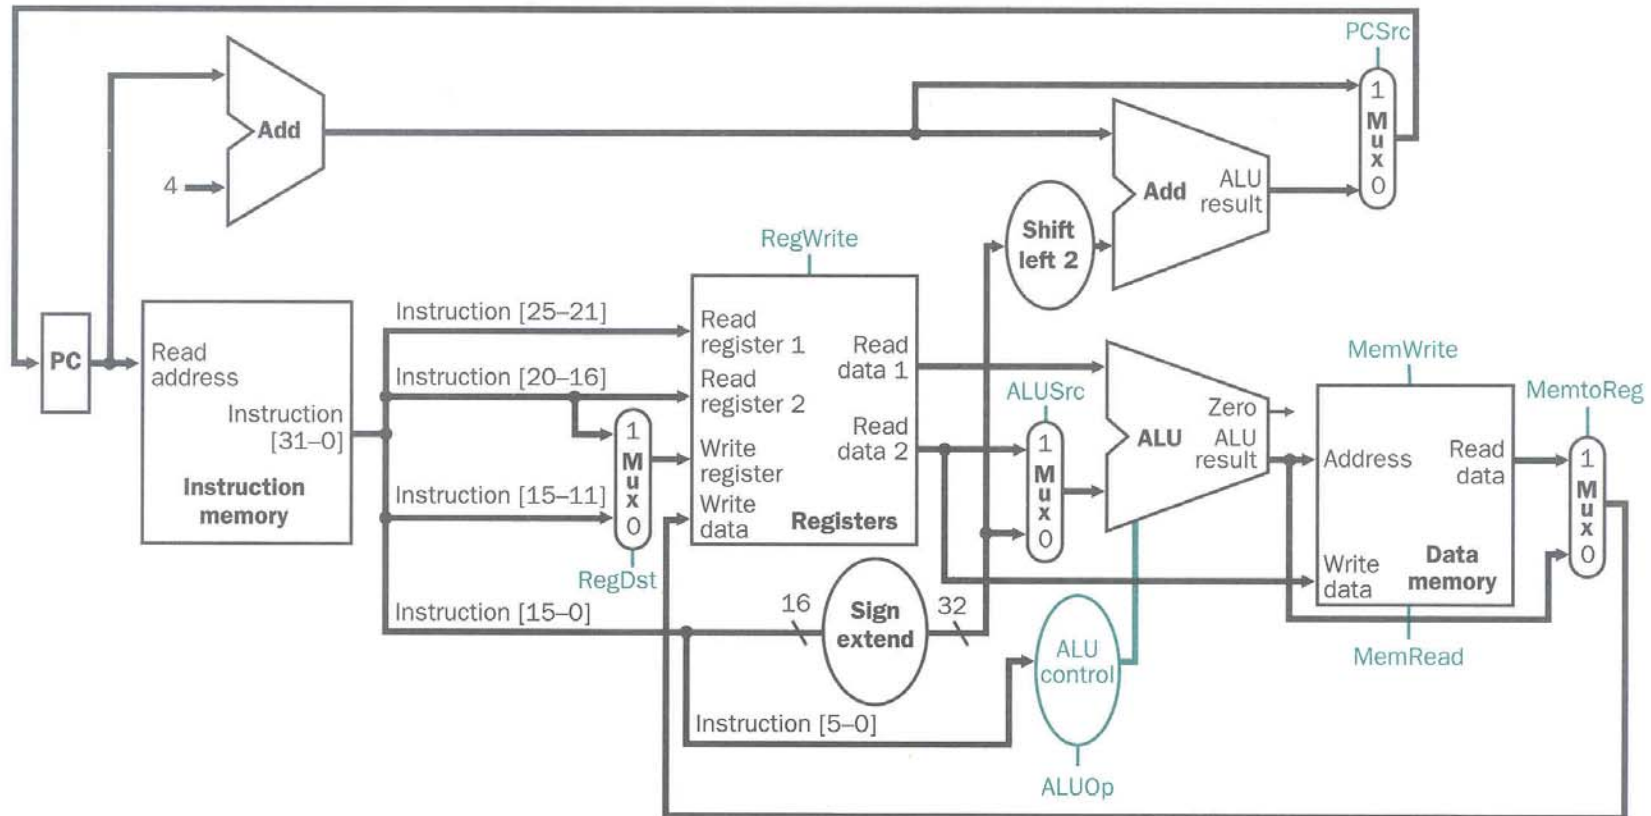 PCSrc
1
M
u
x
0
Add
4
Add
ALU
result
Shift
left 2
RegWrite
PC
Read
address
Instruction
[31–0]
Instruction
memory
Instruction [25–21]
Instruction [20–16]
Instruction [15–11]
Instruction [15–0]
1
M
u
x
0
RegDst
Read
register 1
Read
register 2
Write
register
Write
data
Read
data 1
Read
data 2
Registers
16
Sign
extend
32
Instruction [5–0]
ALUSrc
1
M
u
x
0
ALU
Zero
ALU
result
ALU
control
ALUOp
MemWrite
Address
Read
data
Write
data
Data
memory
MemRead
MemtoReg
1
M
u
x
0